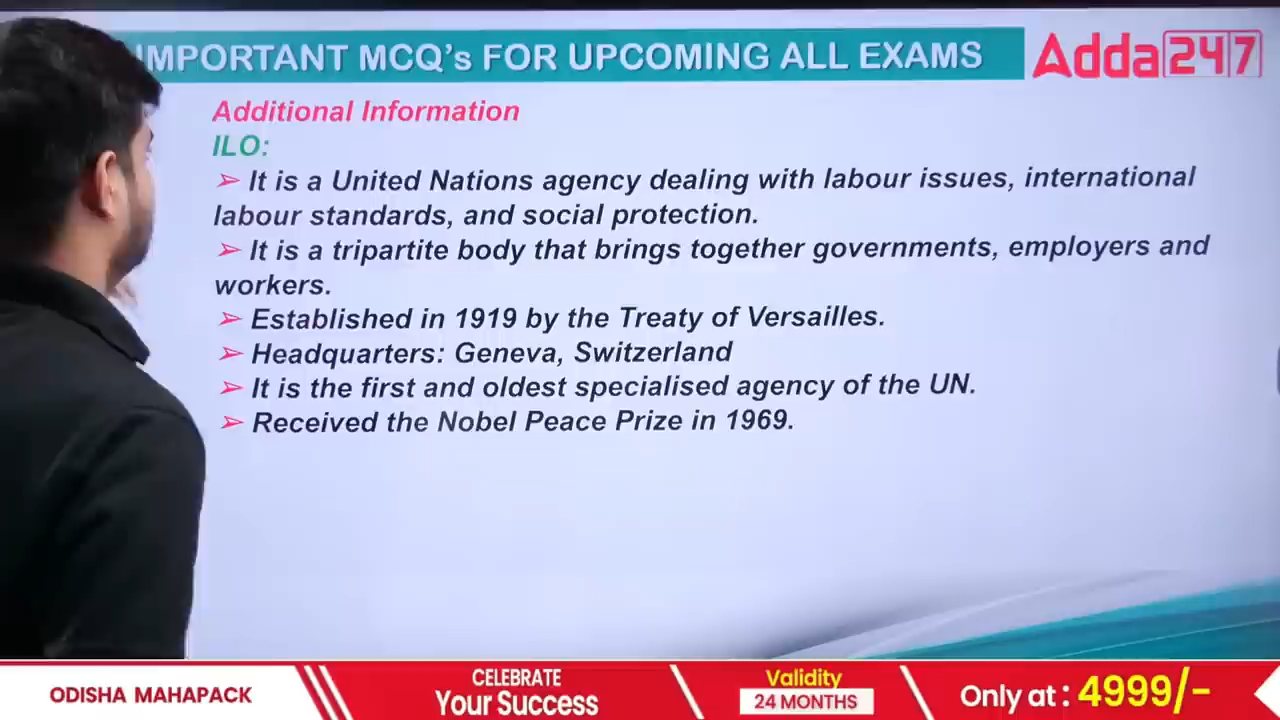 IMPORTANT MCQ's FOR UPCOMING ALL EXAMS
Adda247
Additional Information
ILO:
➢ It is a United Nations agency dealing with labour issues, international
labour standards, and social protection.
➢ It is a tripartite body that brings together governments, employers and
workers.
➢ Established in 1919 by the Treaty of Versailles.
➢ Headquarters: Geneva, Switzerland
➢ It is the first and oldest specialised agency of the UN.
➢ Received the Nobel Peace Prize in 1969.
ODISHA MAHAPACK
CELEBRATE
Your Success
Validity
24 MONTHS
Only at : 4999/-